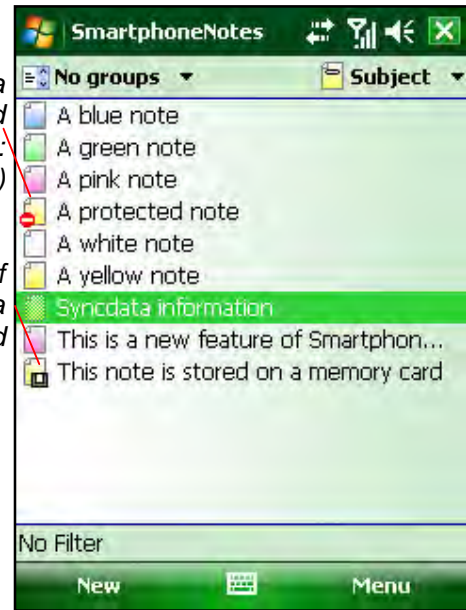 SmartphoneNotes
No groups
Subject
a
d
:
)
A blue note
A green note
A pink note
A protected note
A white note
A yellow note
f
a
d
Syncdata information
This is a new feature of Smartphon...
This note is stored on a memory card
No Filter
New
Menu